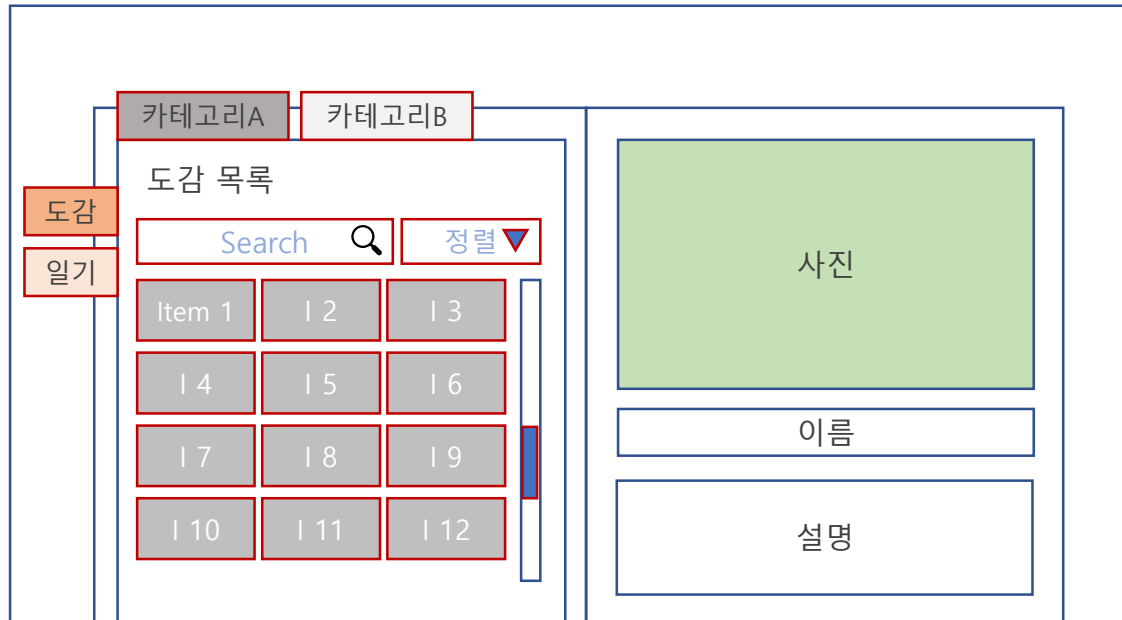 카테고리A
카테고리B
도감 목록
도감
일기
Search
정렬
Item 1
I 2
I 3
I 4
I 5
I 6
I 7
I 8
I 9
I 10
I 11
I 12
사진
이름
설명